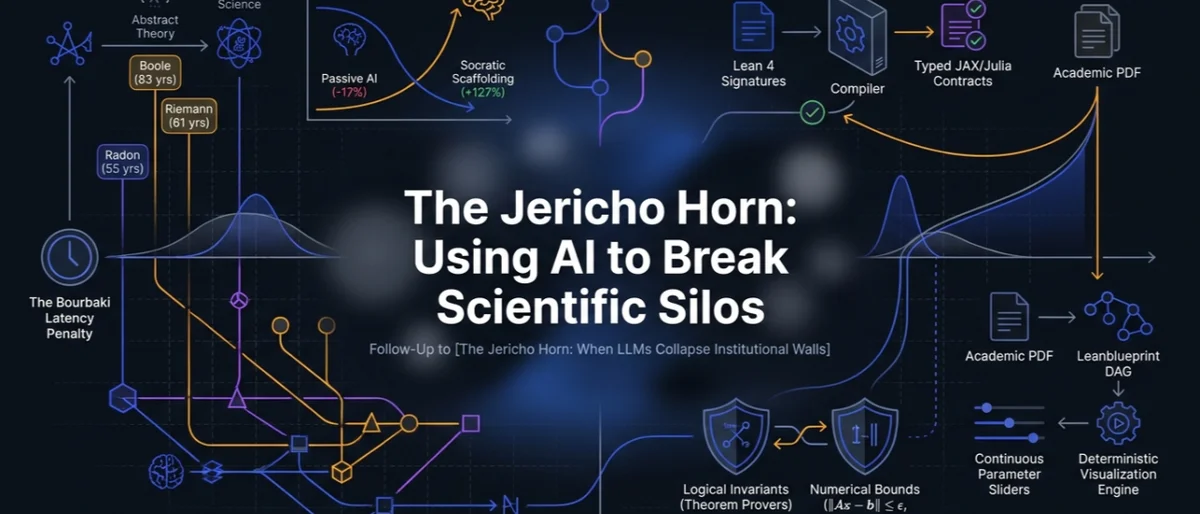 Abstract
Theory
Science
Boole
(83 yrs)
Riemann
(61 yrs)
Radon
(55 yrs)
The Bourbaki
Latency
Penalty
Passive AI
(-17%)
Socratic
Scaffolding
(+127%)
Lean 4
Signatures
Compiler
Typed JAX/Julia
Contracts
Academic PDF
The Jericho Horn:
Using AI to Break
Scientific Silos
Follow-Up to [The Jericho Horn: When LLMs Collapse Institutional Walls]
Academic PDF
Leanblueprint
DAG
Continuous
Parameter
Sliders
Deterministic
Visualization
Engine
Logical Invariants
(Theorem Provers)
Numerical Bounds
(‖Ax − b‖ ≤ ϵ,